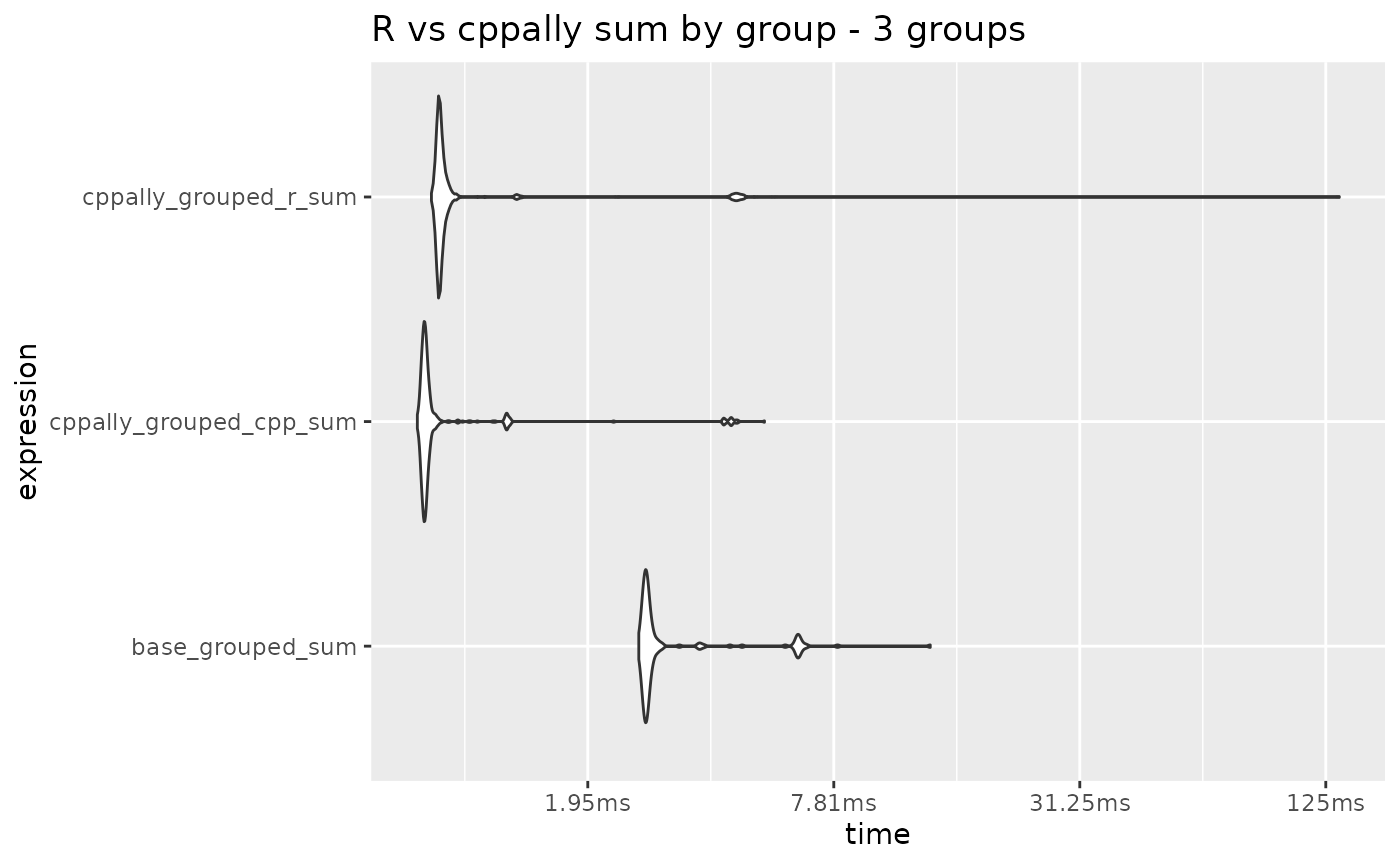 R vs cppally sum by group - 3 groups
expression
cppally_grouped_r_sum
cppally_grouped_cpp_sum
base_grouped_sum
1.95ms 7.81ms 31.25ms 125ms
time